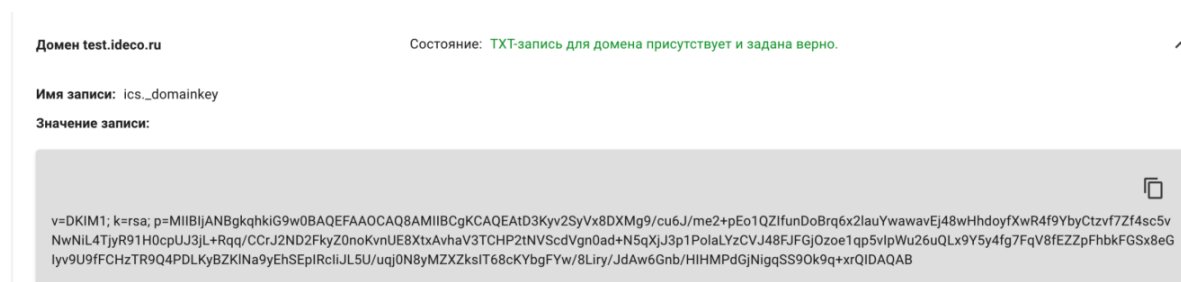 Домен test.ideco.ru Состояние: TXT-запись для домена присутствует и задана верно.
Имя записи: ics._domainkey
Значение записи:
v=DKIM1; k=rsa; p=MIIBIjANBgkqhkiG9w0BAQEFAAOCAQ8AMIIBCgKCAQEAtD3Kyv2SyVx8DXMg9/cu6J/me2+pEo1QZIfunDoBrq6x2lauYwawavEj48wHhdoyfXwR4f9YbyCtzvf7Zf4sc5v
NwNiL4TjyR91H0cpUJ3jL+Rqq/CCrJ2ND2FkyZ0noKvnUE8XtxAvhaV3TCHP2tNVScdVgn0ad+N5qXjJ3p1PolaLYzCVJ48FJFGjOzoe1qp5vIpWu26uQLx9Y5y4fg7FqV8fEZZpFhbkFGSx8eG
Iyv9U9fFCHzTR9Q4PDLKyBZKlNa9yEhSEpIRcIiJL5U/uqj0N8yMZXZksIT68cKYbgFYw/8Liry/JdAw6Gnb/HIHMPdGjNigqSS9Ok9q+xrQIDAQAB